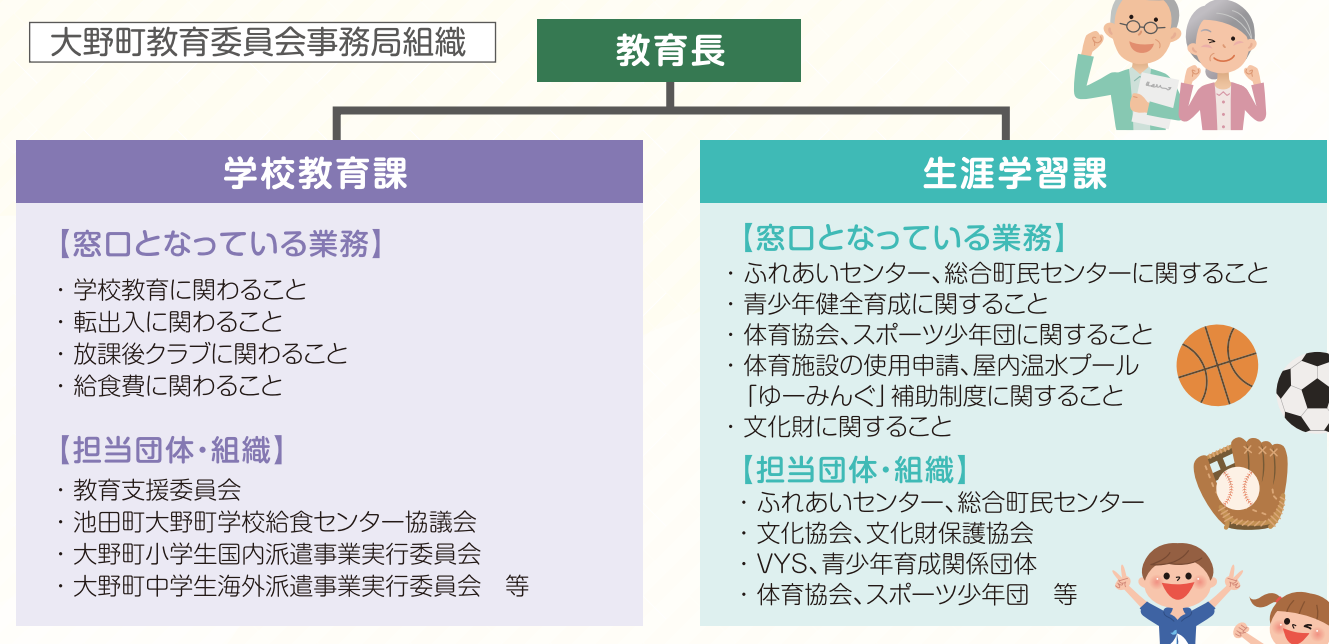 大野町教育委員会事務局組織
教育長
学校教育課
【窓口となっている業務】
・学校教育に関わること
・転出入に関わること
・放課後クラブに関わること
・給食費に関わること
【担当団体・組織】
・教育支援委員会
・池田町大野町学校給食センター協議会
・大野町小学生国内派遣事業実行委員会
・大野町中学生海外派遣事業実行委員会　等
生涯学習課
【窓口となっている業務】
・ふれあいセンター、総合町民センターに関すること
・青少年健全育成に関すること
・体育協会、スポーツ少年団に関すること
・体育施設の使用申請、屋内温水プール
「ゆーみんぐ」補助制度に関すること
・文化財に関すること
【担当団体・組織】
・ふれあいセンター、総合町民センター
・文化協会、文化財保護協会
・VYS、青少年育成関係団体
・体育協会、スポーツ少年団　等